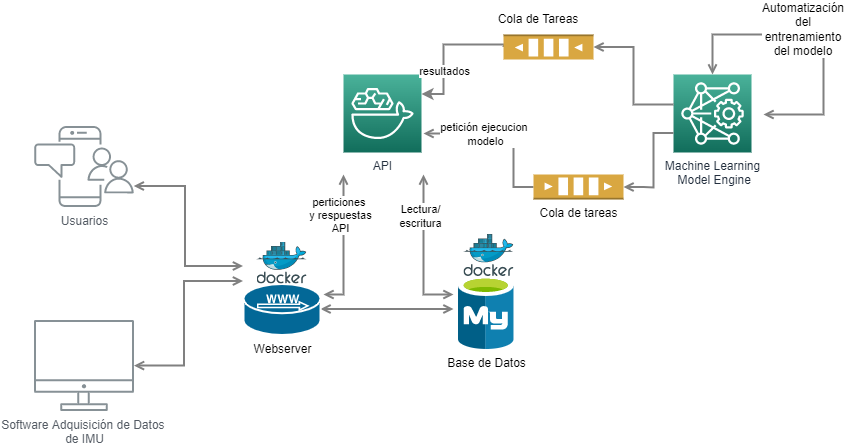 Cola de Tareas
Automatización
del
entrenamiento
del modelo
resultados
petición ejecucion
modelo
API
Machine Learning
Model Engine
Cola de tareas
Usuarios
perticiones
y respuestas
API
Lectura/
escritura
docker
docker
WWW
My
Webserver
Base de Datos
Software Adquisición de Datos
de IMU